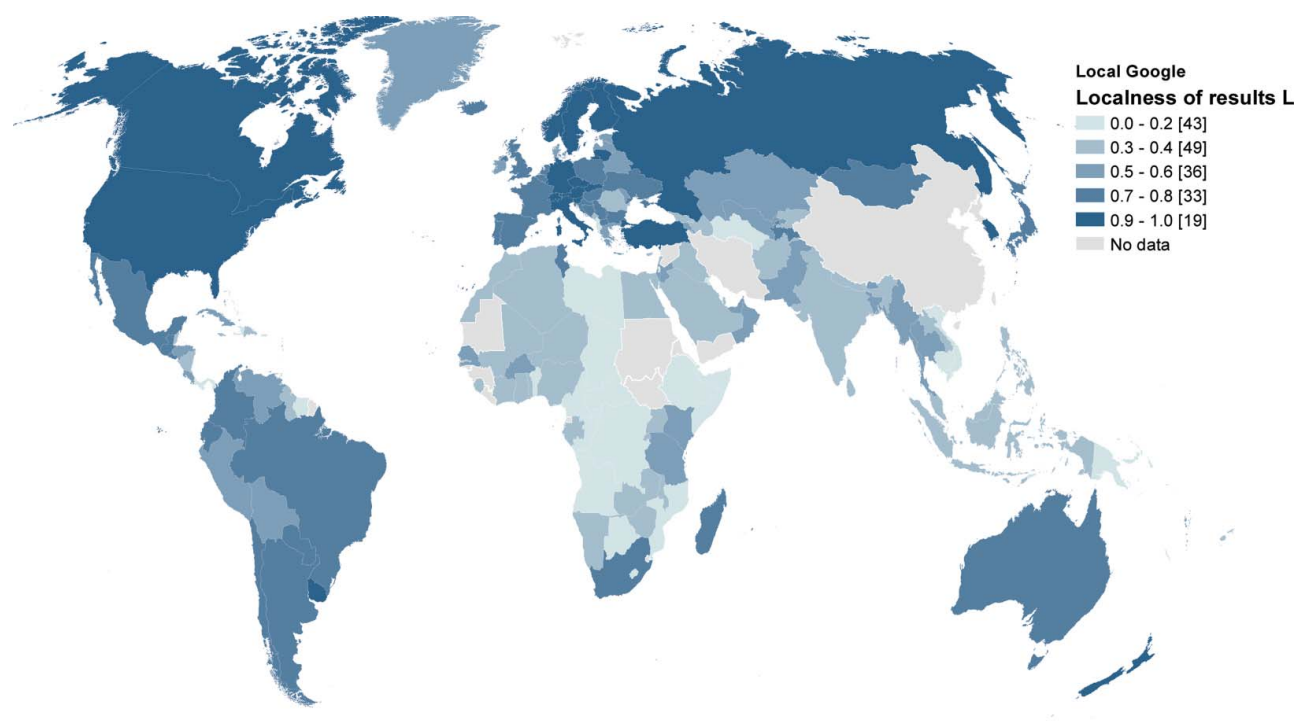 Local Google
Localness of results L
0.0 - 0.2 [43]
0.3 - 0.4 [49]
0.5 - 0.6 [36]
0.7 - 0.8 [33]
0.9 - 1.0 [19]
No data